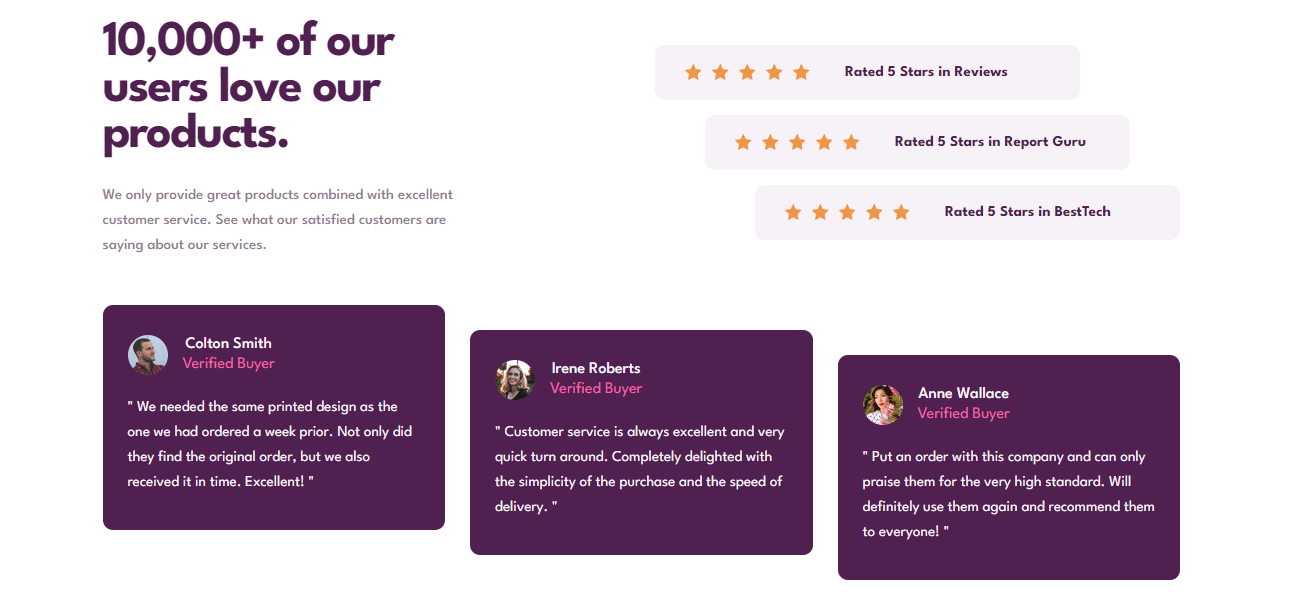 10,000+ of our
users love our
products.
We only provide great products combined with excellent
customer service. See what our satisfied customers are
saying about our services.
Rated 5 Stars in Reviews
Rated 5 Stars in Report Guru
Rated 5 Stars in BestTech
Colton Smith
Verified Buyer
" We needed the same printed design as the
one we had ordered a week prior. Not only did
they find the original order, but we also
received it in time. Excellent! "
Irene Roberts
Verified Buyer
" Customer service is always excellent and very
quick turn around. Completely delighted with
the simplicity of the purchase and the speed of
delivery. "
Anne Wallace
Verified Buyer
" Put an order with this company and can only
praise them for the very high standard. Will
definitely use them again and recommend them
to everyone! "